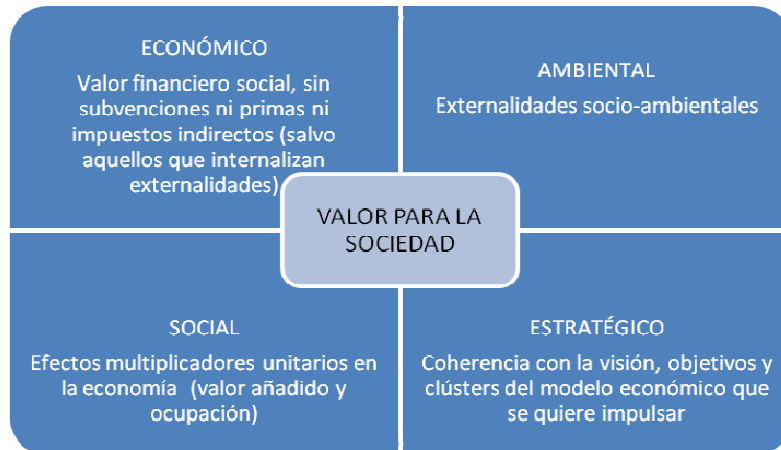 ECONÓMICO
Valor financiero social, sin
subvenciones ni primas ni
impuestos indirectos (salvo
aquellos que internalizan
externalidades)
AMBIENTAL
Externalidades socio-ambientales
VALOR PARA LA
SOCIEDAD
SOCIAL
Efectos multiplicadores unitarios en
la economía (valor añadido y
ocupación)
ESTRATÉGICO
Coherencia con la visión, objetivos y
clústers del modelo económico que
se quiere impulsar